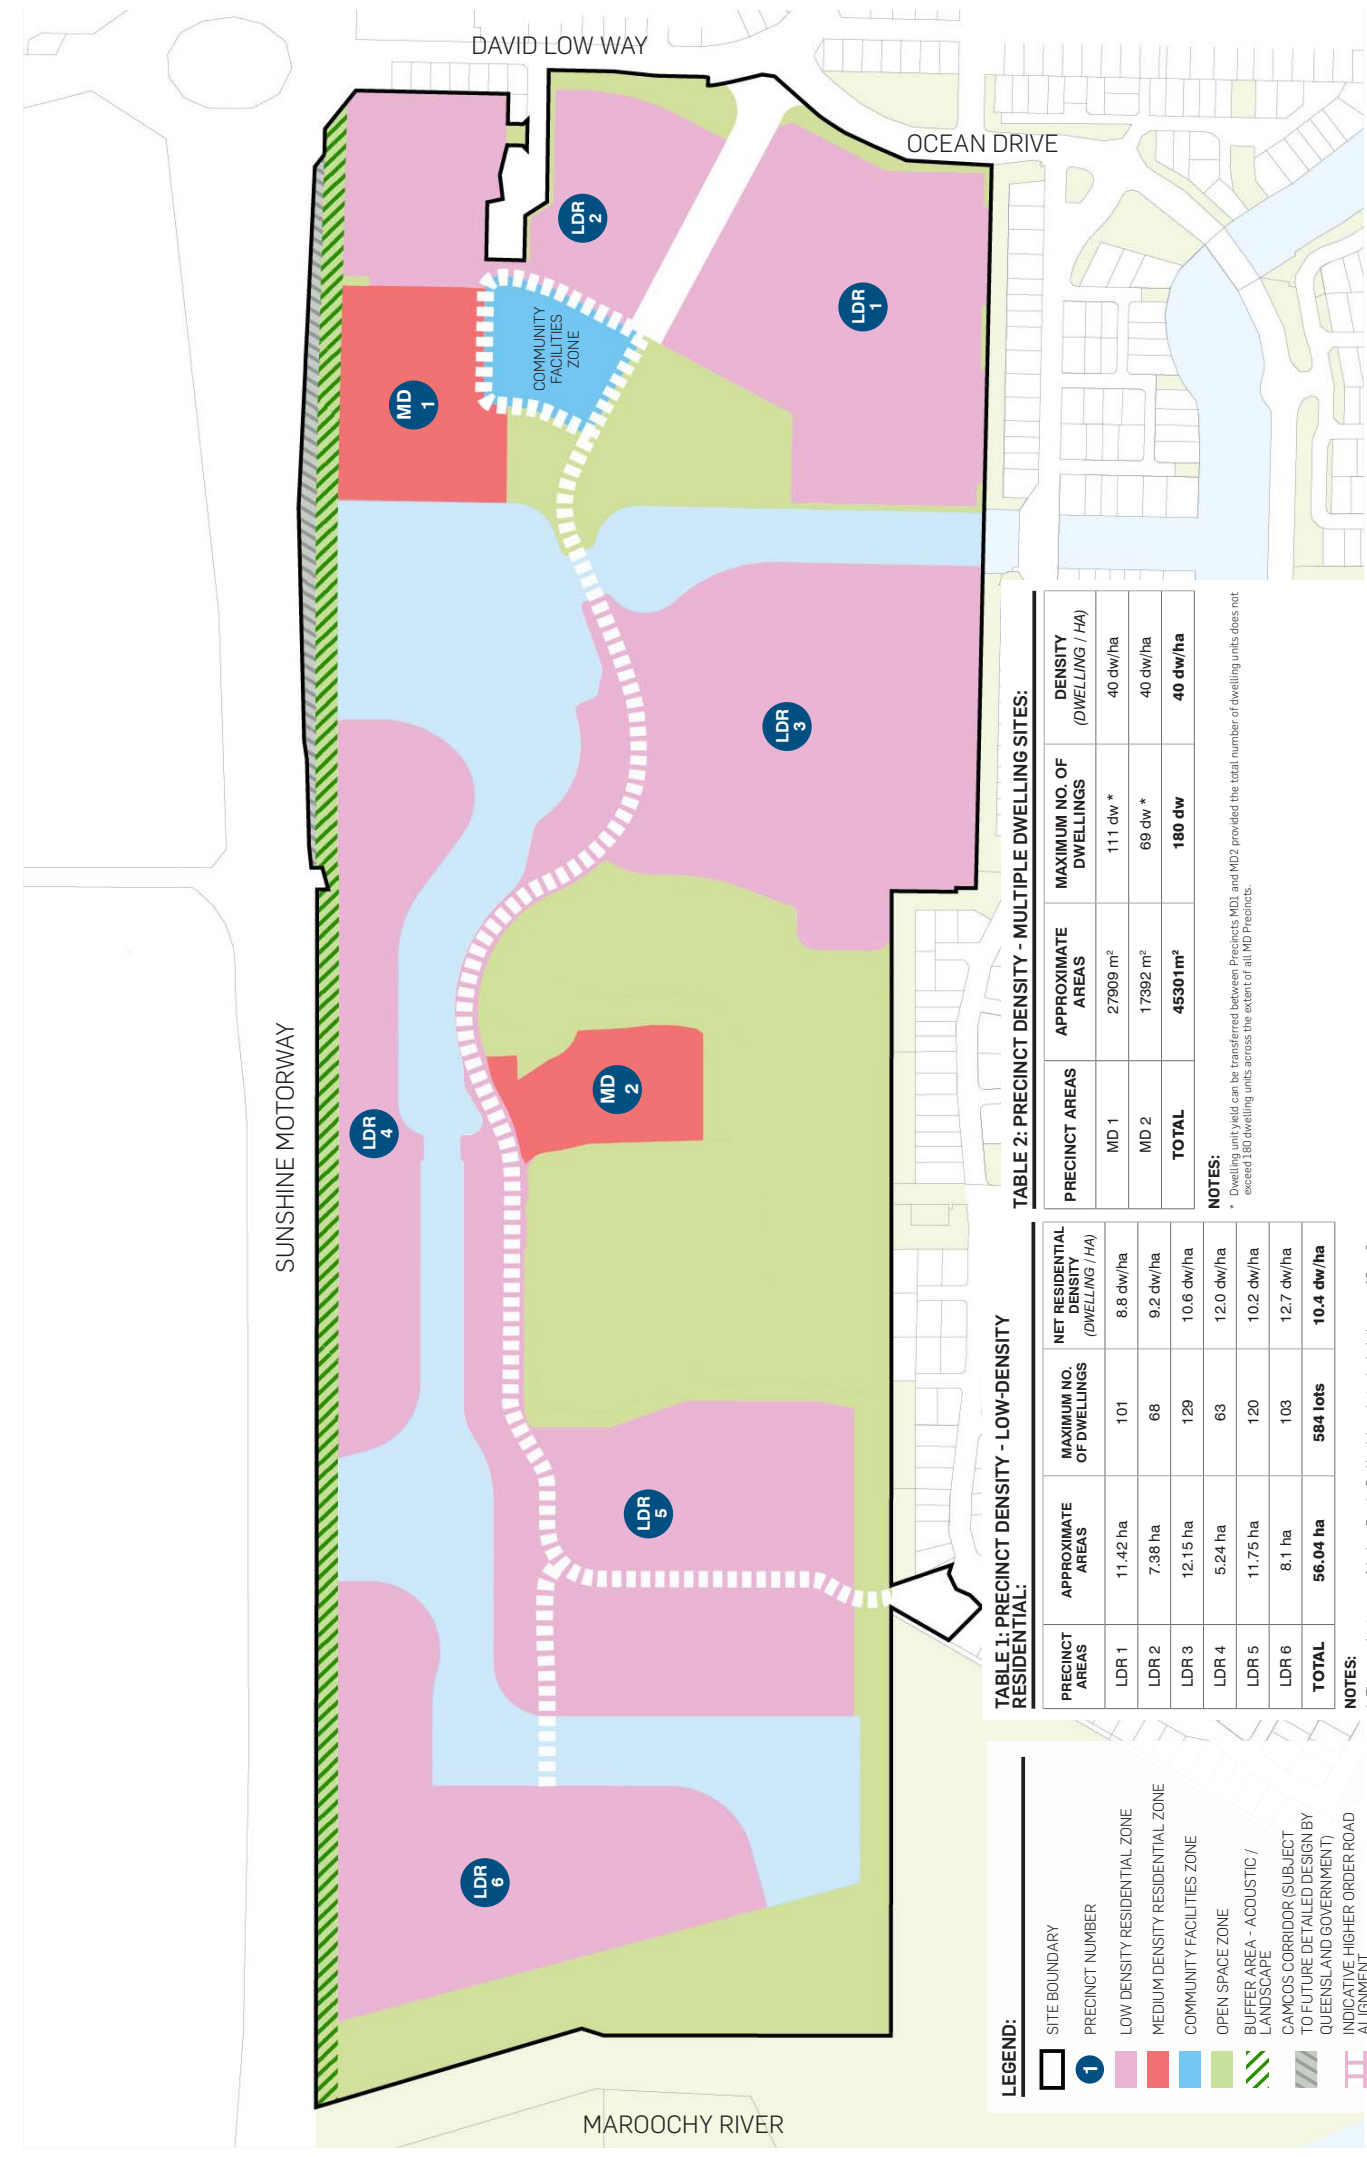 DAVID LOW WAY
OCEAN DRIVE
SUNSHINE MOTORWAY
MAROOCHY RIVER
LDR
2
LDR
1
MD
1
COMMUNITY
FACILITIES
ZONE
LDR
3
LDR
4
MD
2
LDR
5
LDR
6
TABLE 2: PRECINCT DENSITY - MULTIPLE DWELLING SITES:
PRECINCT AREAS APPROXIMATE AREAS MAXIMUM NO. OF DWELLINGS DENSITY (DWELLING / HA)
MD 1 27909 m² 111 dw * 40 dw/ha
MD 2 17392 m² 69 dw * 40 dw/ha
TOTAL 45301m² 180 dw 40 dw/ha
NOTES:
* Dwelling unit yield can be transferred between Precincts MD1 and MD2 provided the total number of dwelling units does not
exceed 180 dwelling units across the extent of all MD Precincts.
TABLE 1: PRECINCT DENSITY - LOW-DENSITY
RESIDENTIAL:
PRECINCT AREAS APPROXIMATE AREAS MAXIMUM NO. OF DWELLINGS NET RESIDENTIAL DENSITY (DWELLING / HA)
LDR 1 11.42 ha 101 8.8 dw/ha
LDR 2 7.38 ha 68 9.2 dw/ha
LDR 3 12.15 ha 129 10.6 dw/ha
LDR 4 5.24 ha 63 12.0 dw/ha
LDR 5 11.75 ha 120 10.2 dw/ha
LDR 6 8.1 ha 103 12.7 dw/ha
TOTAL 56.04 ha 584 lots 10.4 dw/ha
NOTES:
LEGEND:
SITE BOUNDARY
1 PRECINCT NUMBER
LOW DENSITY RESIDENTIAL ZONE
MEDIUM DENSITY RESIDENTIAL ZONE
COMMUNITY FACILITIES ZONE
OPEN SPACE ZONE
BUFFER AREA - ACOUSTIC /
LANDSCAPE
CAMCOS CORRIDOR (SUBJECT
TO FUTURE DETAILED DESIGN BY
QUEENSLAND GOVERNMENT)
INDICATIVE HIGHER ORDER ROAD
ALIGNMENT